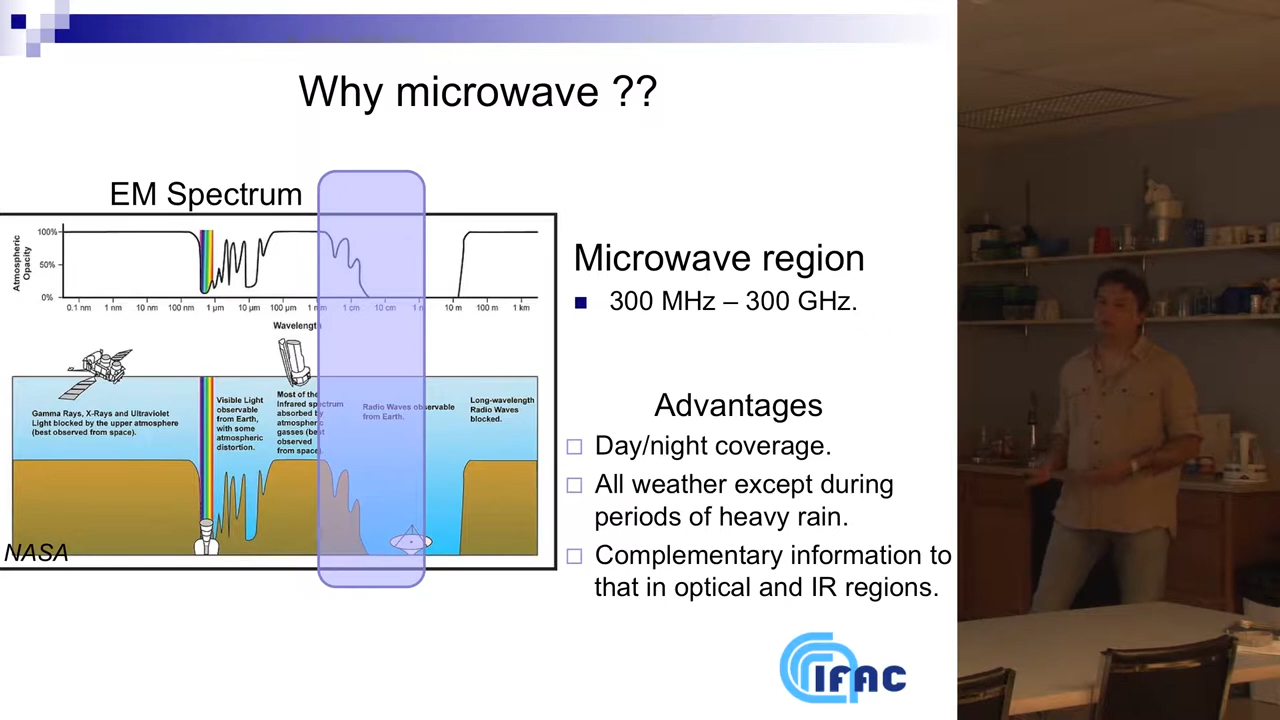 Why microwave ??
EM Spectrum
Atmospheric
Opacity
100%
50%
0%
0.1 nm 1 nm 10 nm 100 nm 1 μm 10 μm 100 μm 1 m 1 cm 10 cm 10 m 100 m 1 km
Wavelength
Gamma Rays, X-Rays and Ultraviolet
Light blocked by the upper atmosphere
(best observed from space).
Visible Light
observable
from Earth,
with some
atmospheric
distortion.
Most of the
Infrared spectrum
absorbed by
atmospheric
gasses (best
observed
from space).
Radio Waves observable
from Earth.
Long-wavelength
Radio Waves
blocked.
NASA
Microwave region
300 MHz – 300 GHz.
Advantages
Day/night coverage.
All weather except during
periods of heavy rain.
Complementary information to
that in optical and IR regions.
IFAC